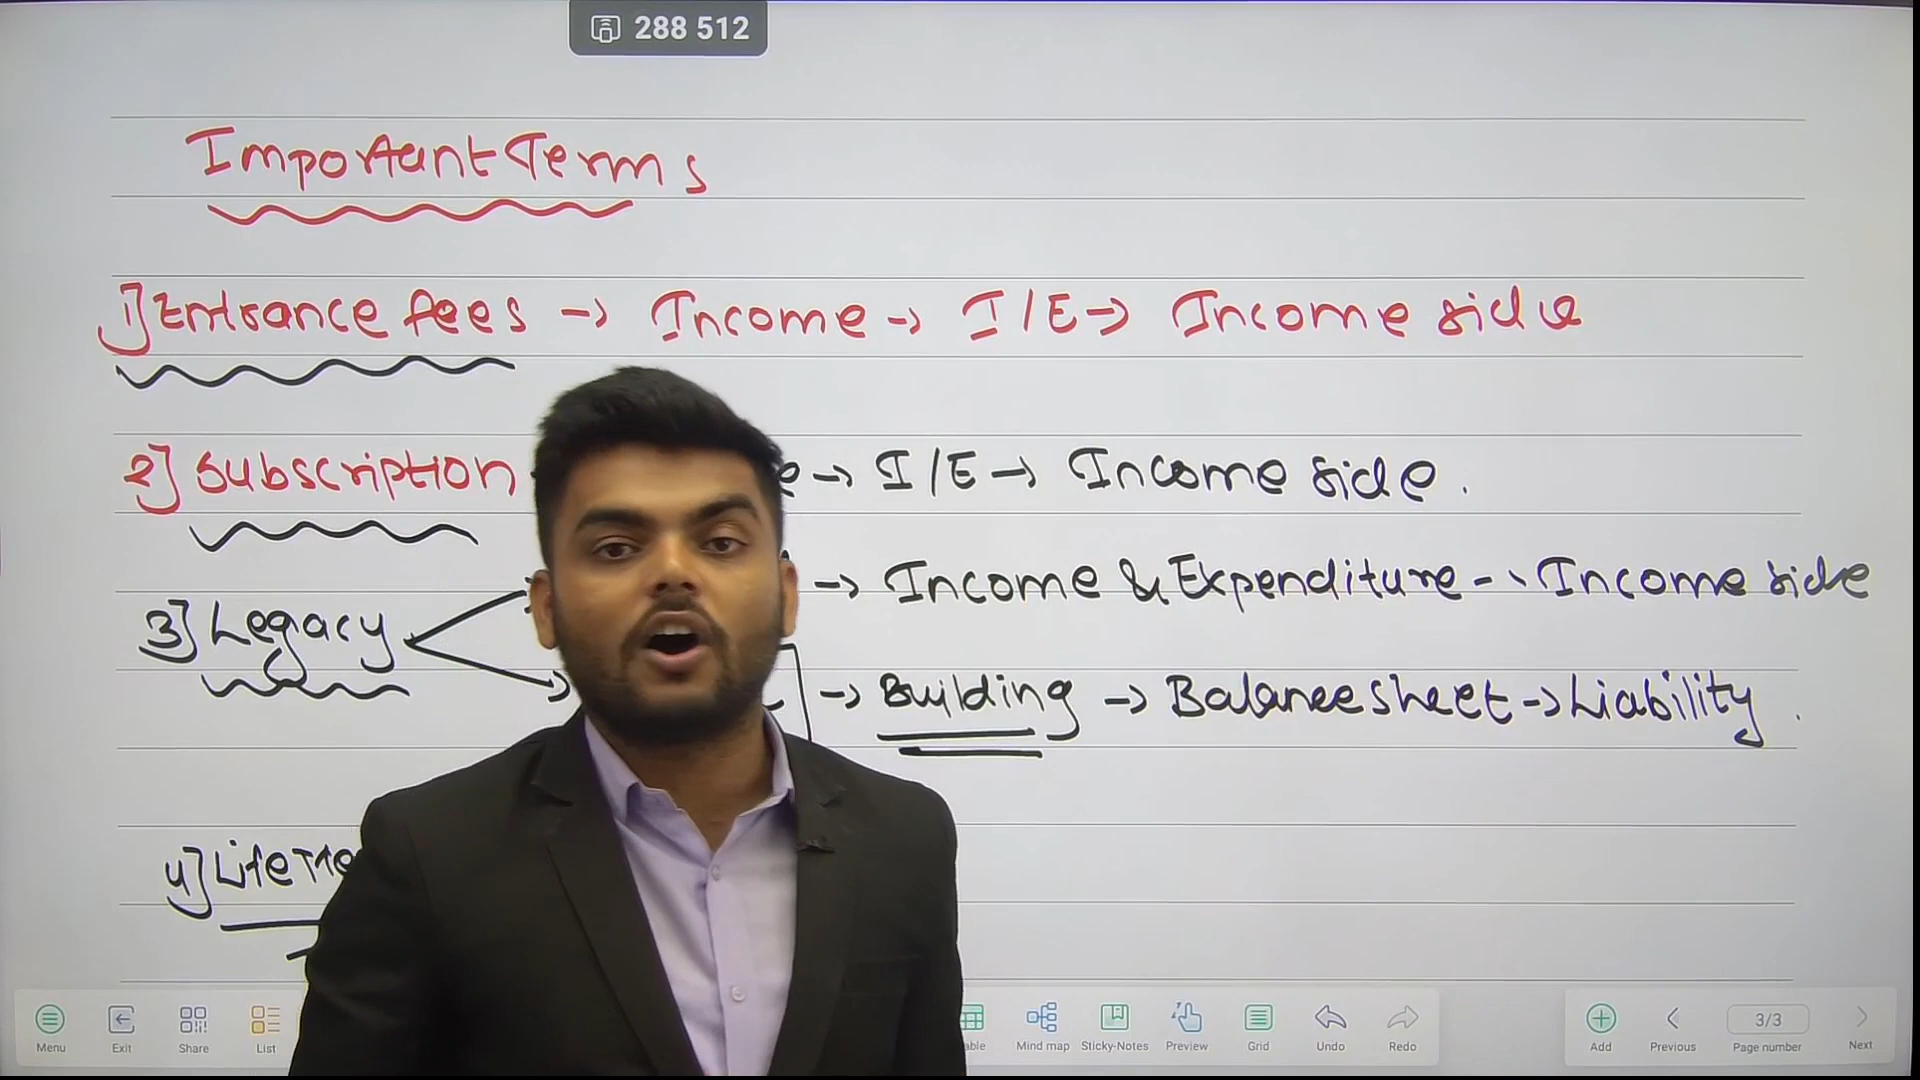 288 512
Important Terms
1] Entrance fees → Income → I/E → Income side
2] Subscription → I/E → Income side.
3] Legacy → Income & Expenditure - Income side
→ Building → Balance sheet → Liability.
4] Life Me
Menu Exit Share List Mind map Sticky-Notes Preview Grid Undo Redo Add Previous 3/3 Page number Next